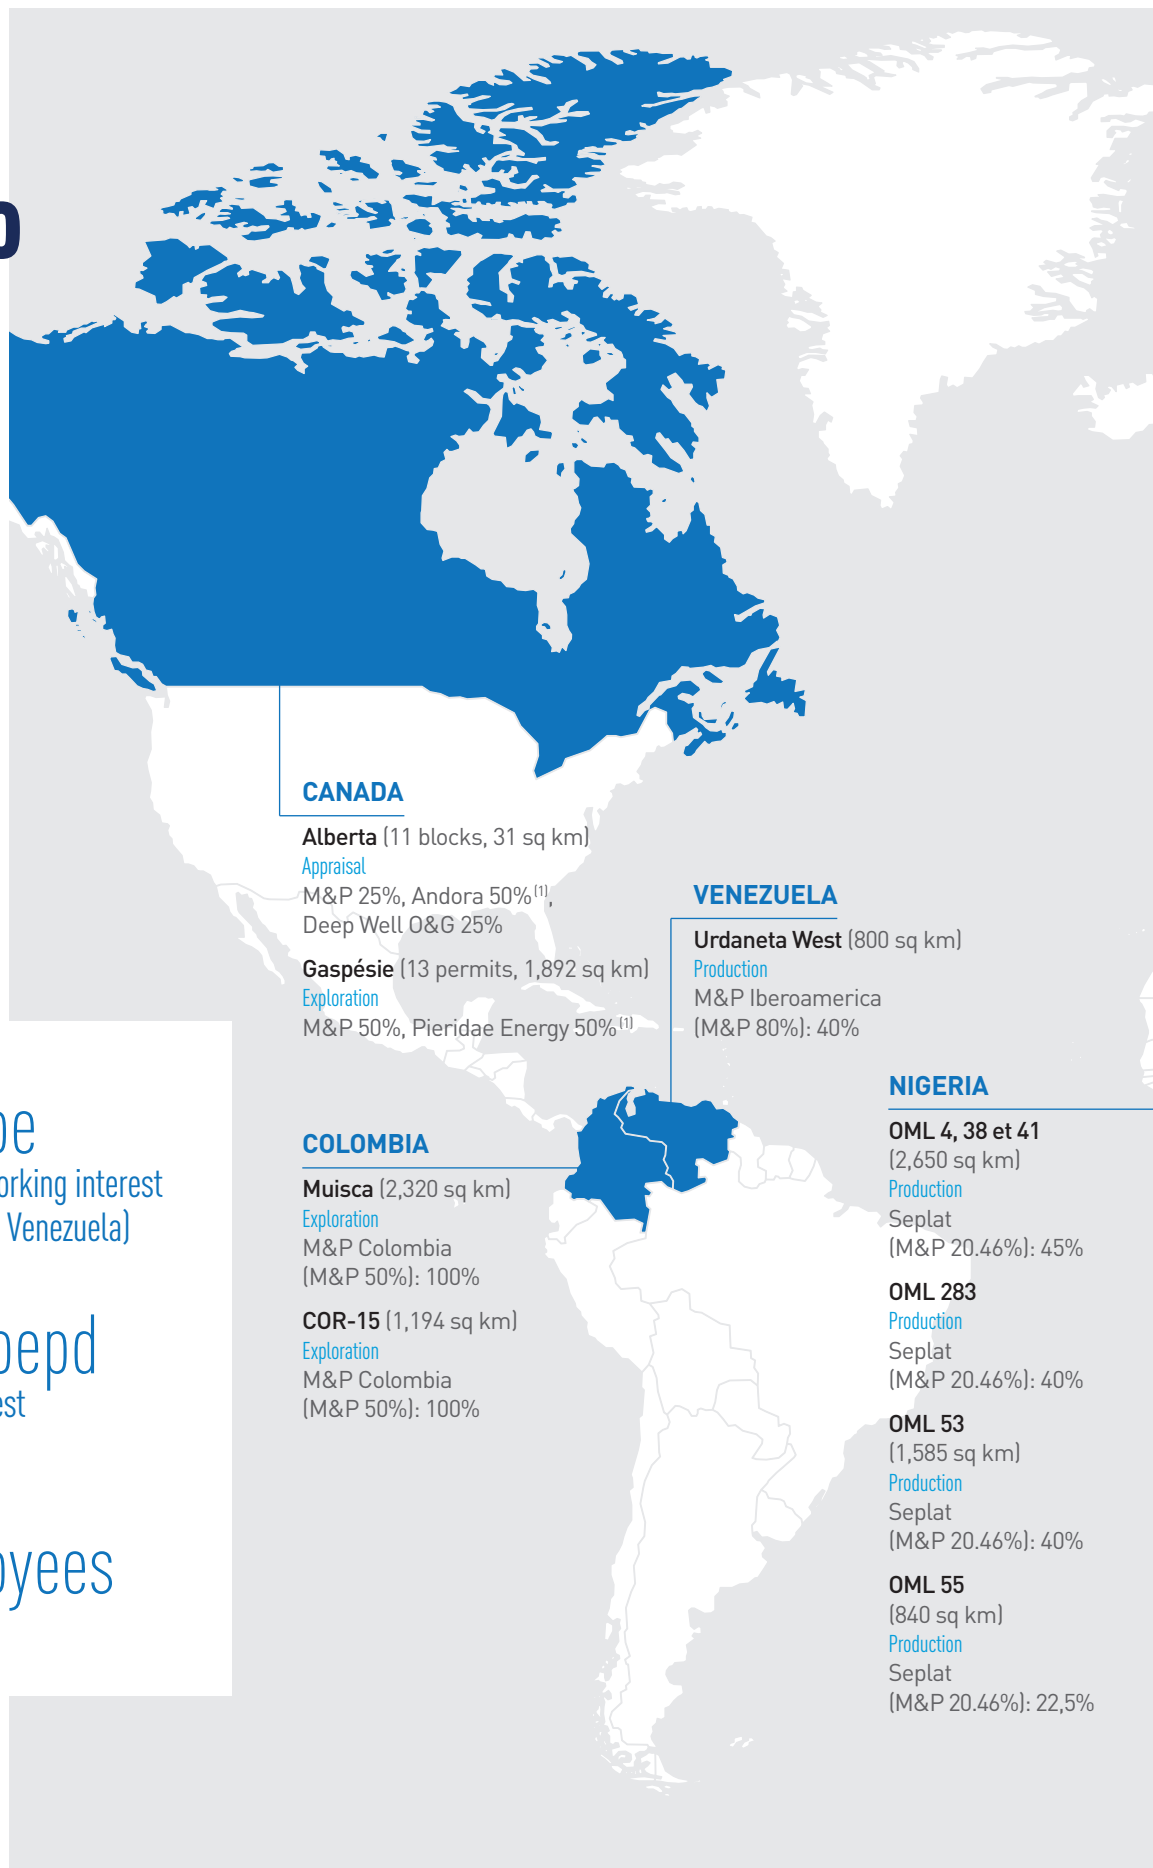 CANADA
Alberta (11 blocks, 31 sq km)
Appraisal
M&P 25%, Andora 50%(1),
Deep Well O&G 25%
Gaspésie (13 permits, 1,892 sq km)
Exploration
M&P 50%, Pieridae Energy 50%(1)
VENEZUELA
Urdaneta West (800 sq km)
Production
M&P Iberoamerica
(M&P 80%): 40%
interest
Venezuela)
COLOMBIA
Muisca (2,320 sq km)
Exploration
M&P Colombia
(M&P 50%): 100%
COR-15 (1,194 sq km)
Exploration
M&P Colombia
(M&P 50%): 100%
NIGERIA
OML 4, 38 et 41
(2,650 sq km)
Production
Seplat
(M&P 20.46%): 45%
OML 283
Production
Seplat
(M&P 20.46%): 40%
OML 53
(1,585 sq km)
Production
Seplat
(M&P 20.46%): 40%
OML 55
(840 sq km)
Production
Seplat
(M&P 20.46%): 22,5%